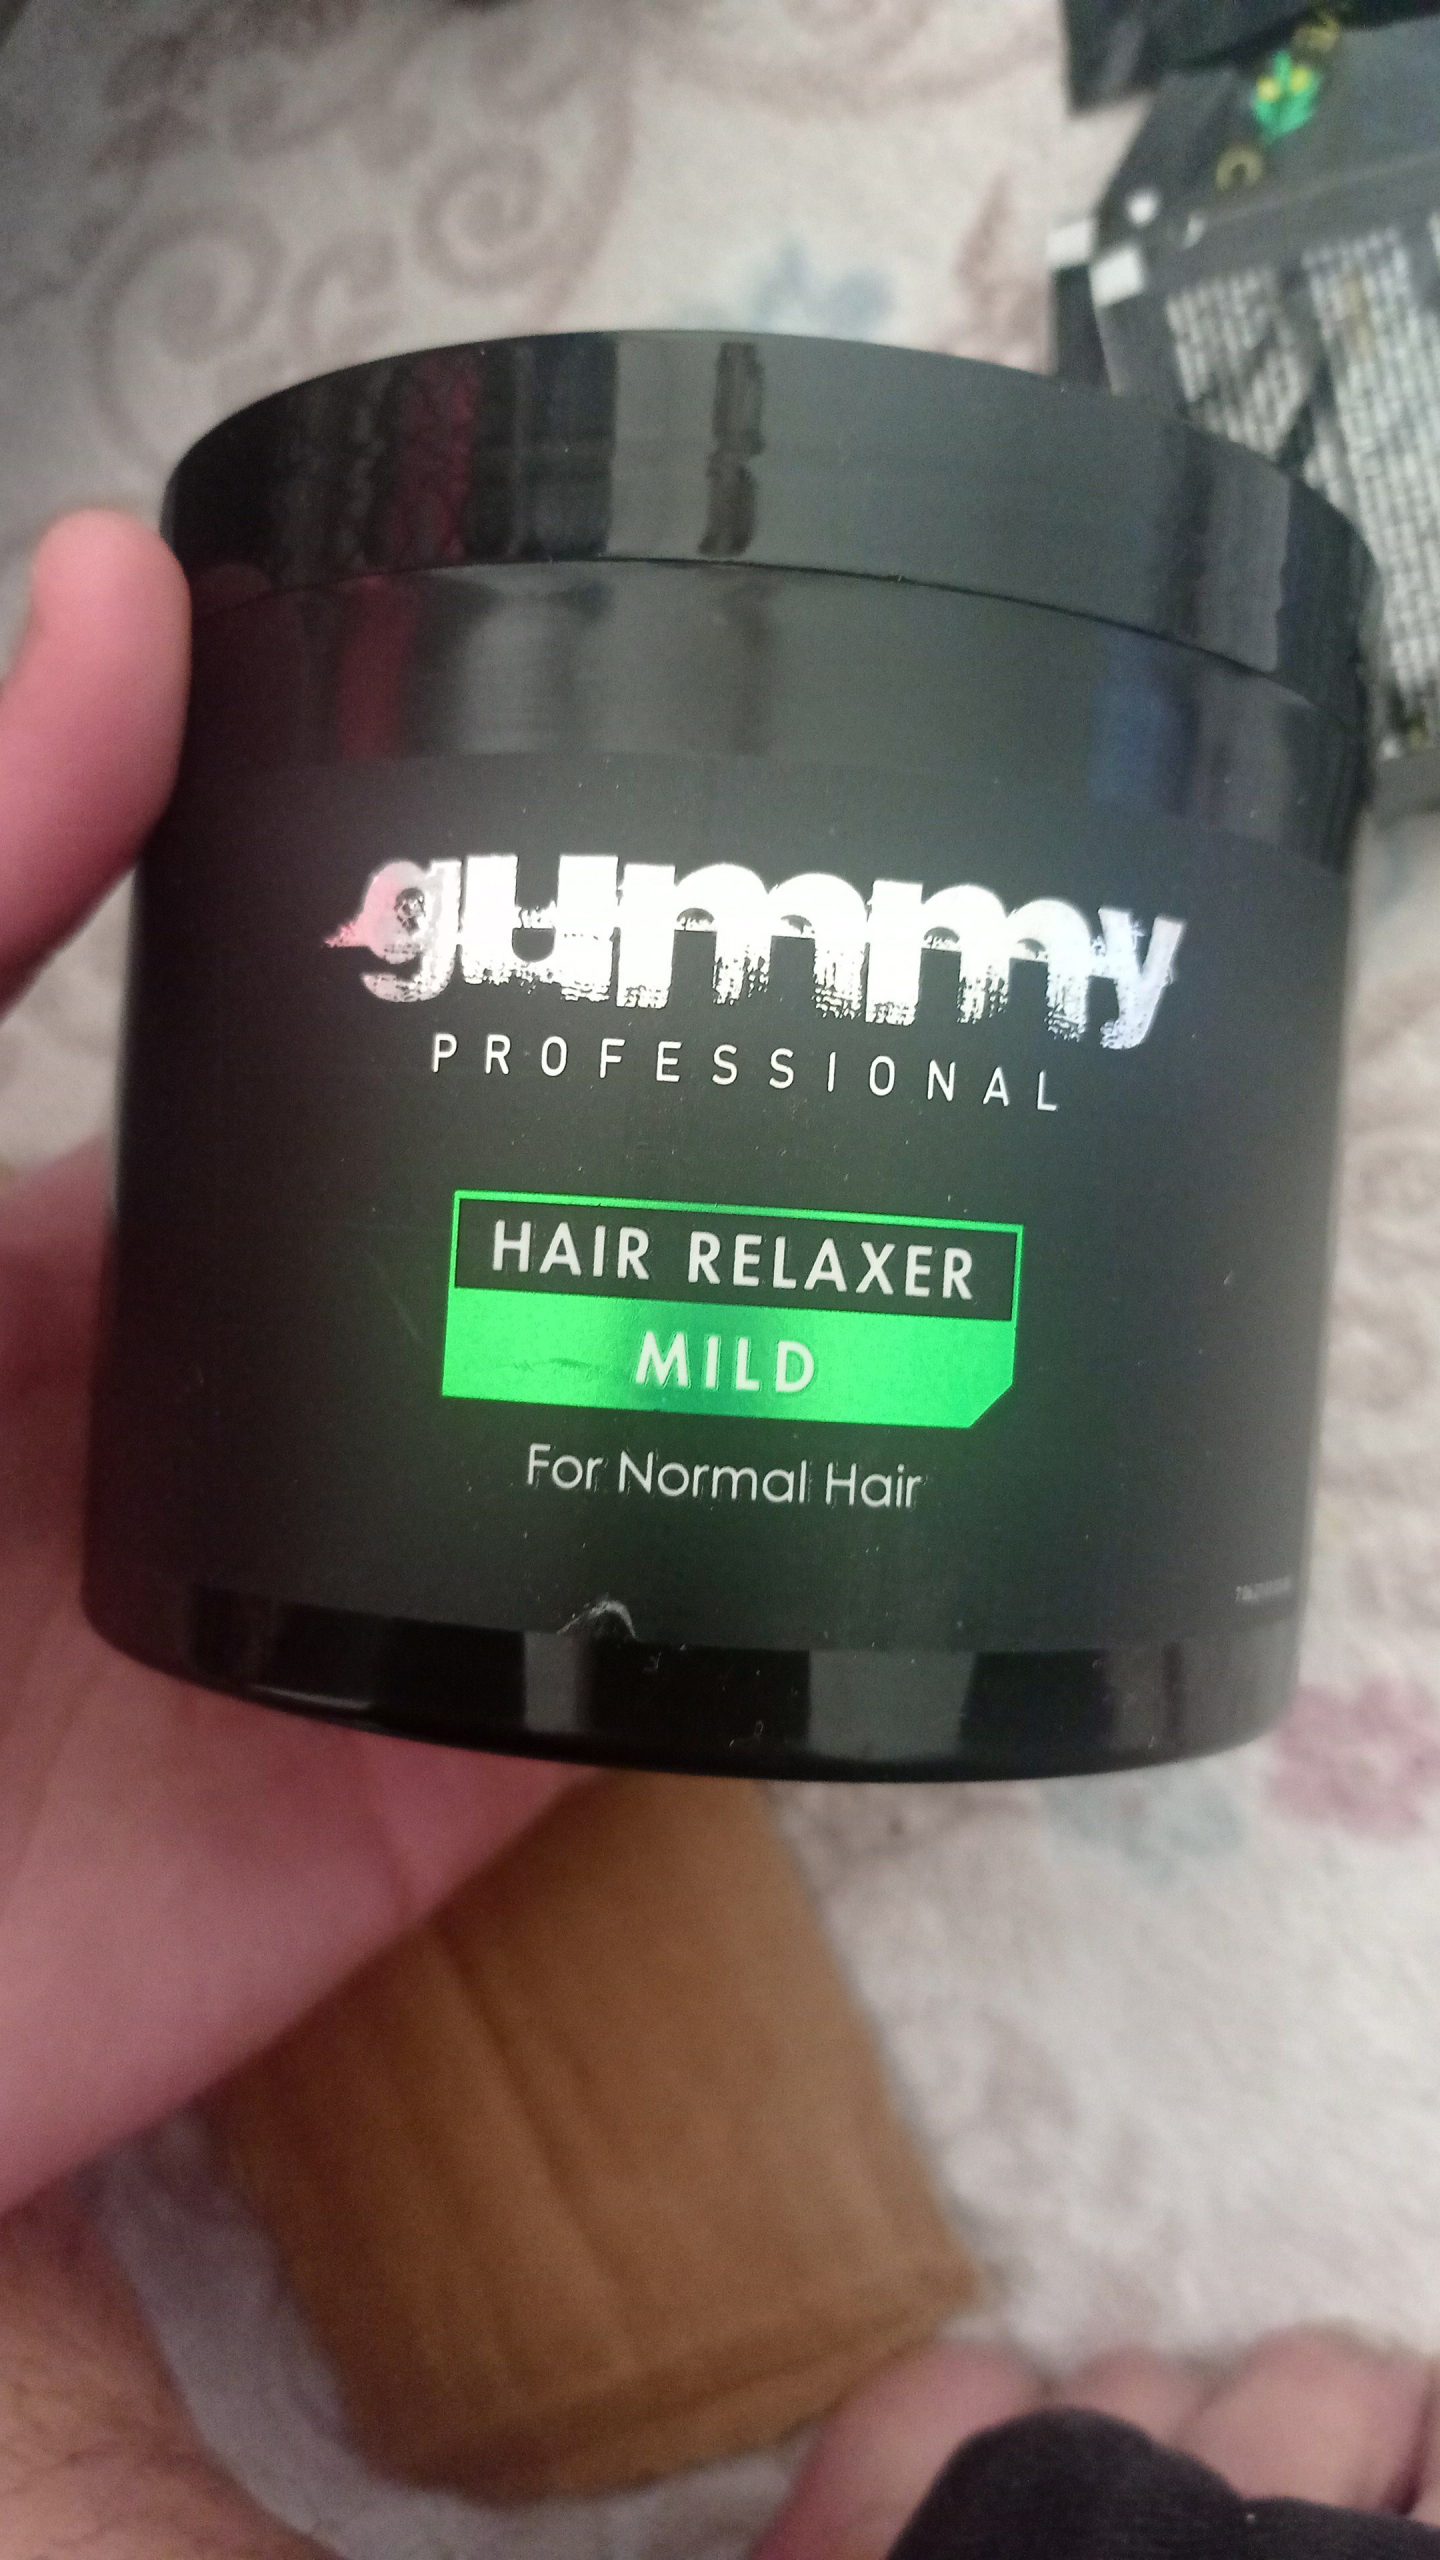 gummy
PROFESSIONAL
HAIR RELAXER
MILD
For Normal Hair